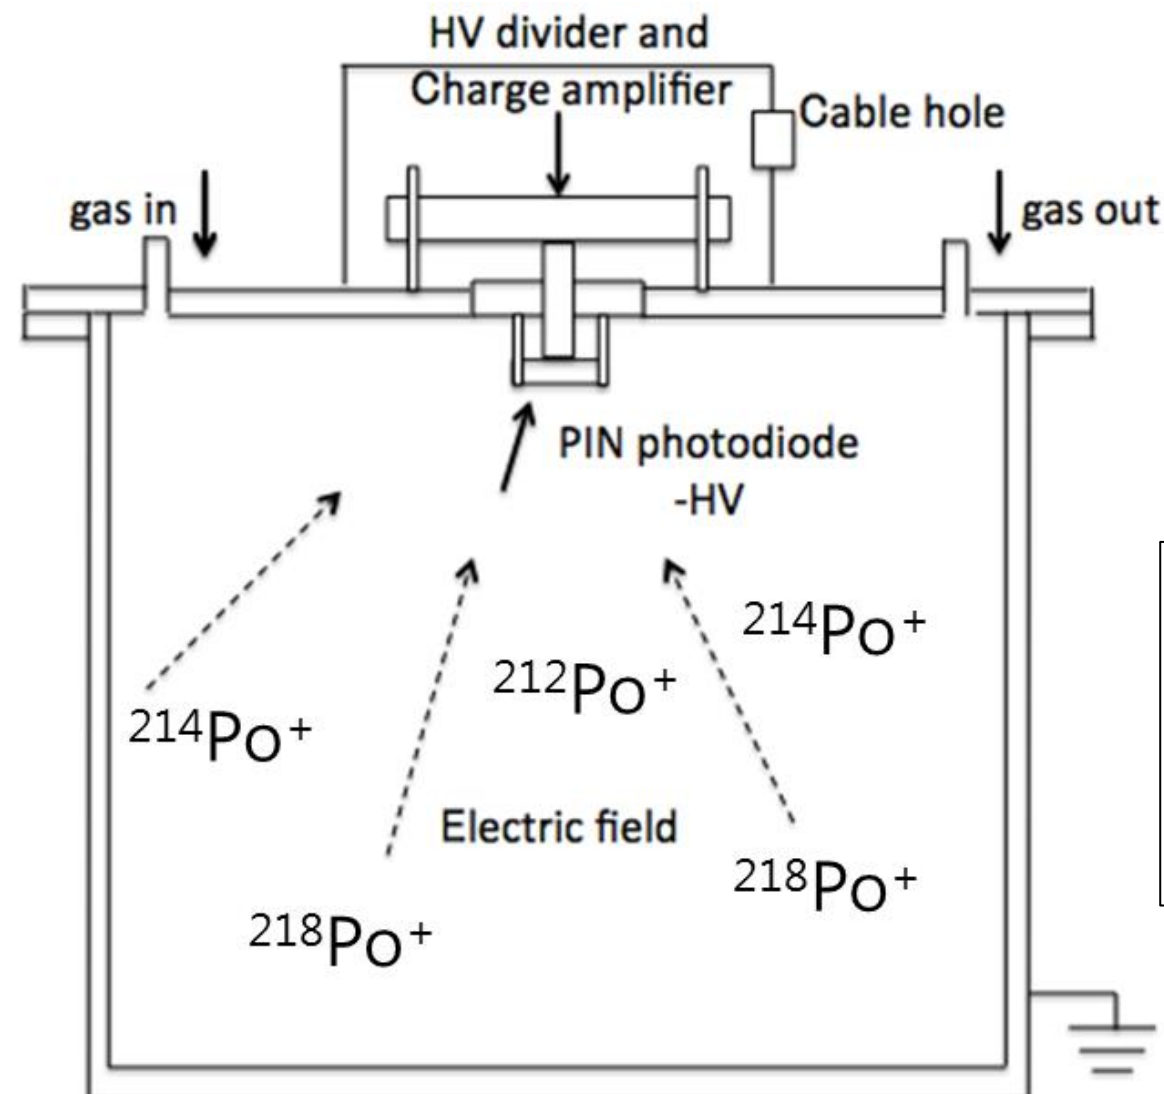 HV divider and
Charge amplifier
Cable hole
gas in
gas out
PIN photodiode
-HV
²¹⁴Po⁺
²¹²Po⁺
²¹⁴Po⁺
Electric field
²¹⁸Po⁺
²¹⁸Po⁺